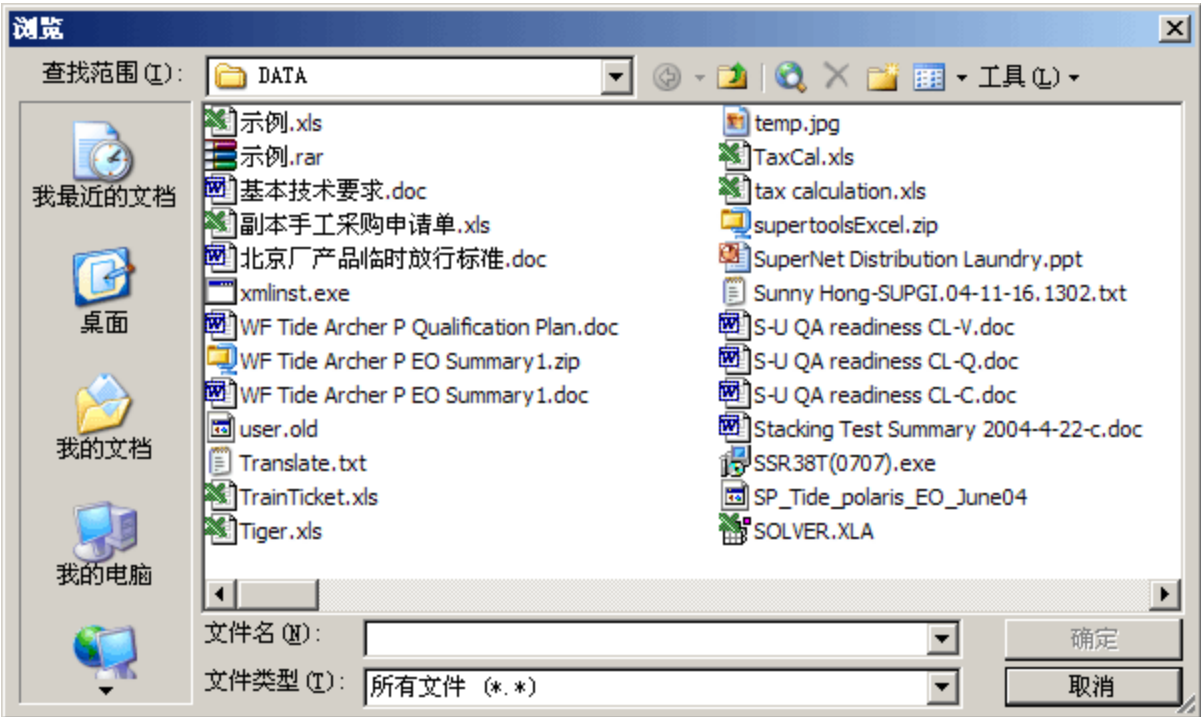 浏览
查找范围(I):
DATA
工具(L)
我最近的文档
桌面
我的文档
我的电脑
示例.xls
示例.rar
基本技术要求.doc
副本手工采购申请单.xls
北京厂产品临时放行标准.doc
xmlinst.exe
WF Tide Archer P Qualification Plan.doc
WF Tide Archer P EO Summary1.zip
WF Tide Archer P EO Summary1.doc
user.old
Translate.txt
TrainTicket.xls
Tiger.xls
temp.jpg
TaxCal.xls
tax calculation.xls
supertoolsExcel.zip
SuperNet Distribution Laundry.ppt
Sunny Hong-SUPGI.04-11-16.1302.txt
S-U QA readiness CL-V.doc
S-U QA readiness CL-Q.doc
S-U QA readiness CL-C.doc
Stacking Test Summary 2004-4-22-c.doc
SSR38T(0707).exe
SP_Tide_polaris_EO_June04
SOLVER.XLA
文件名(N):
确定
文件类型(T):
所有文件 (*.*)
取消